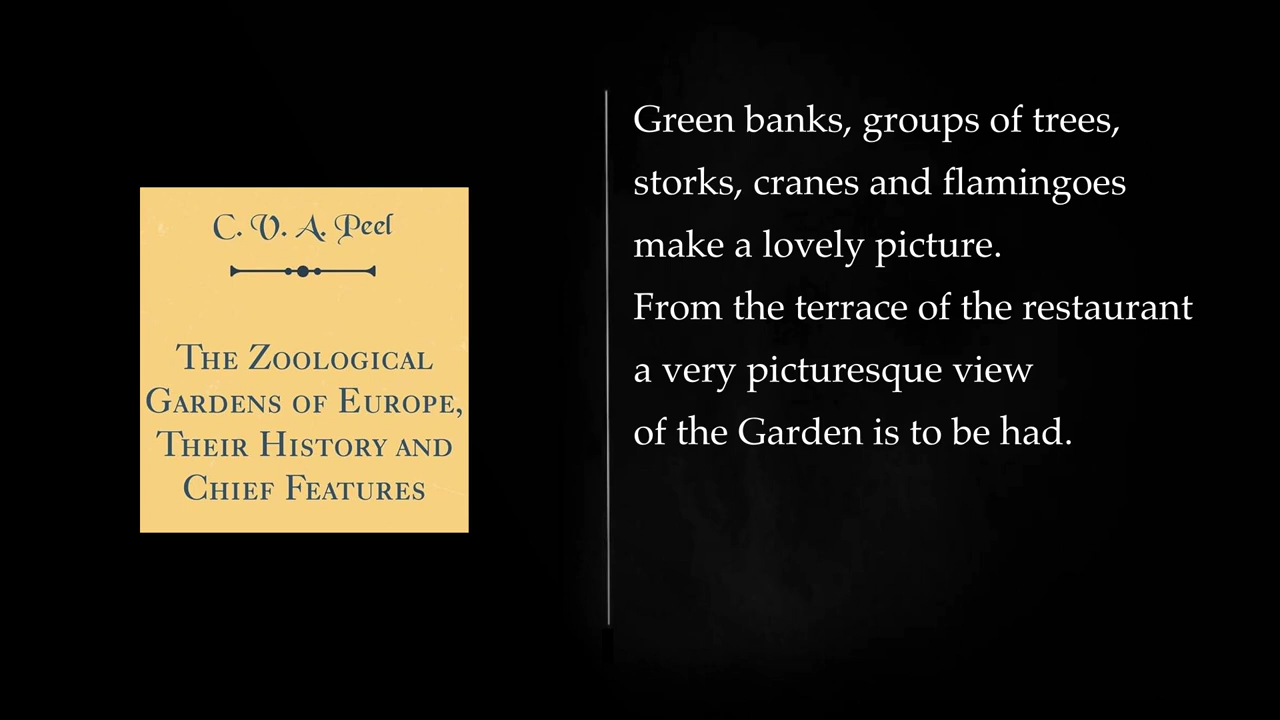 C. V. A. Peel
The Zoological
Gardens of Europe,
Their History and
Chief Features
Green banks, groups of trees,
storks, cranes and flamingoes
make a lovely picture.
From the terrace of the restaurant
a very picturesque view
of the Garden is to be had.